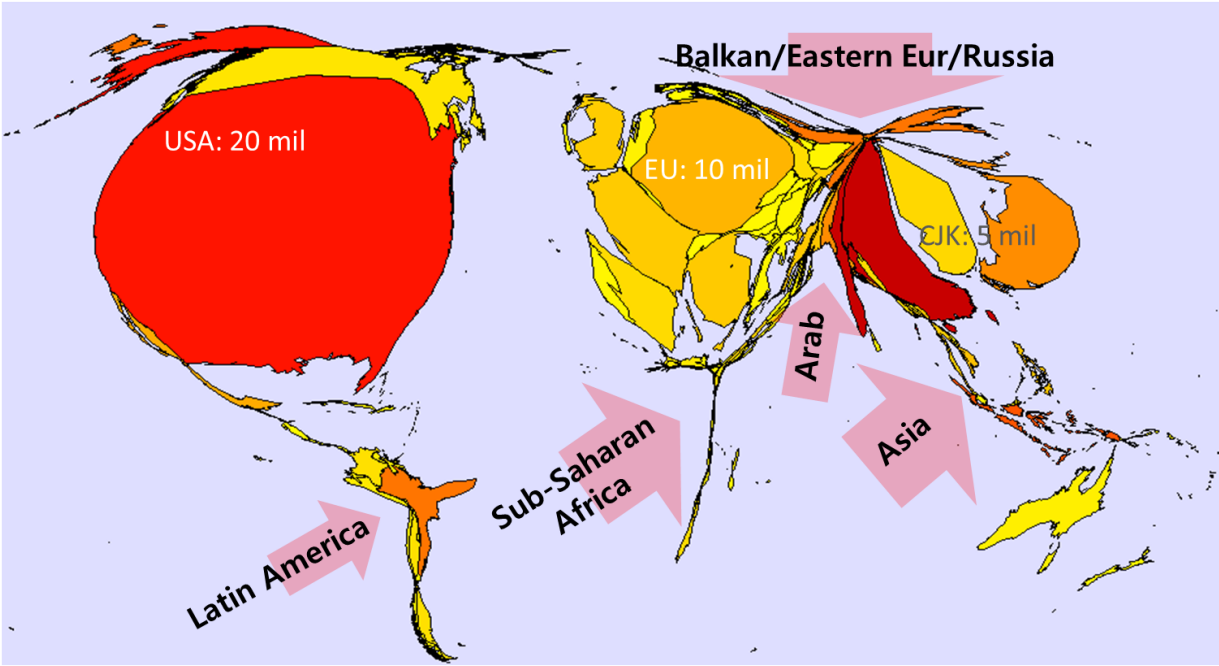 Balkan/Eastern Eur/Russia
USA: 20 mil
EU: 10 mil
CJK: 5 mil
Arab
Asia
Sub-Saharan
Africa
Latin America